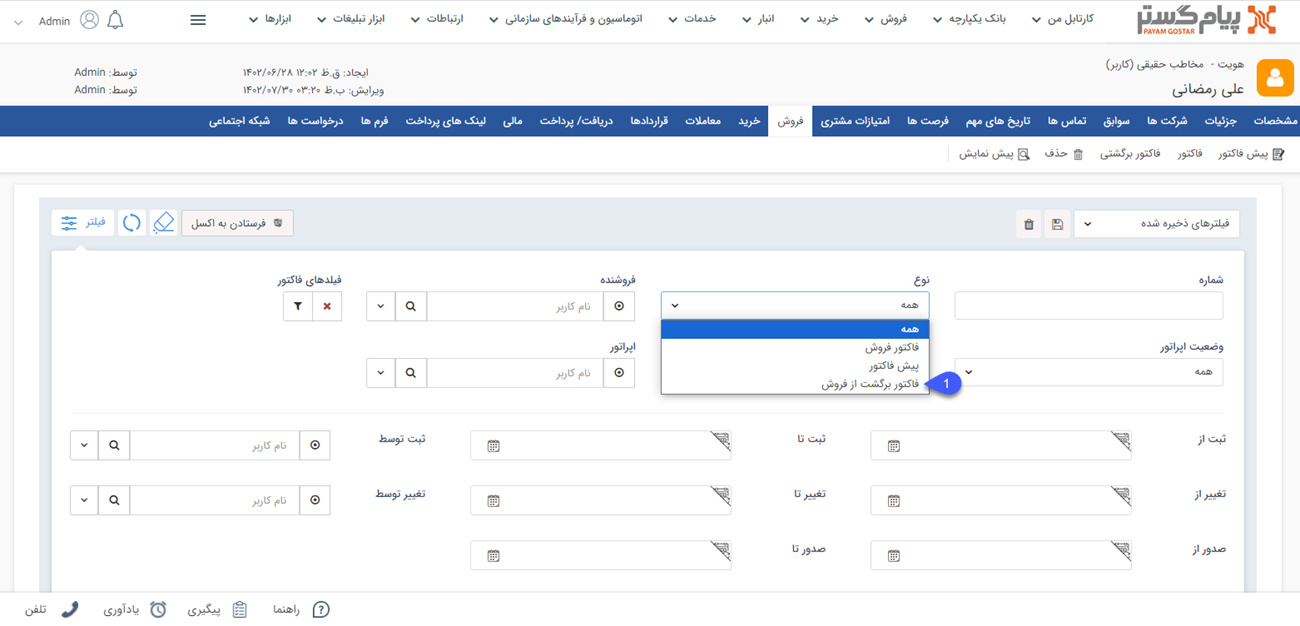 پیام‌گستر
PAYAM GOSTAR
کارتابل من
بانک یکپارچه
فروش
خرید
انبار
خدمات
اتوماسیون و فرآیندهای سازمانی
ارتباطات
ابزار تبلیغات
ابزارها
Admin
هویت - مخاطب حقیقی (کاربر)
علی رمضانی
ایجاد: ق.ظ ۱۲:۰۲ ۱۴۰۲/۰۶/۲۸
توسط: Admin
ویرایش: ب.ظ ۰۳:۲۰ ۱۴۰۲/۰۷/۳۰
توسط: Admin
مشخصات
جزئیات
شرکت ها
سوابق
تماس ها
تاریخ های مهم
فرصت ها
امتیازات مشتری
فروش
خرید
معاملات
قراردادها
دریافت/ پرداخت
مالی
لینک های پرداخت
فرم ها
درخواست ها
شبکه اجتماعی
پیش فاکتور
فاکتور
فاکتور برگشتی
حذف
پیش نمایش
فیلترهای ذخیره شده
فرستادن به اکسل
فیلتر
شماره
نوع
فروشنده
فیلدهای فاکتور
همه
نام کاربر
همه
فاکتور فروش
پیش فاکتور
فاکتور برگشت از فروش
1
وضعیت اپراتور
اپراتور
همه
نام کاربر
ثبت از
ثبت تا
ثبت توسط
نام کاربر
تغییر از
تغییر تا
تغییر توسط
نام کاربر
صدور از
صدور تا
راهنما
پیگیری
یادآوری
تلفن